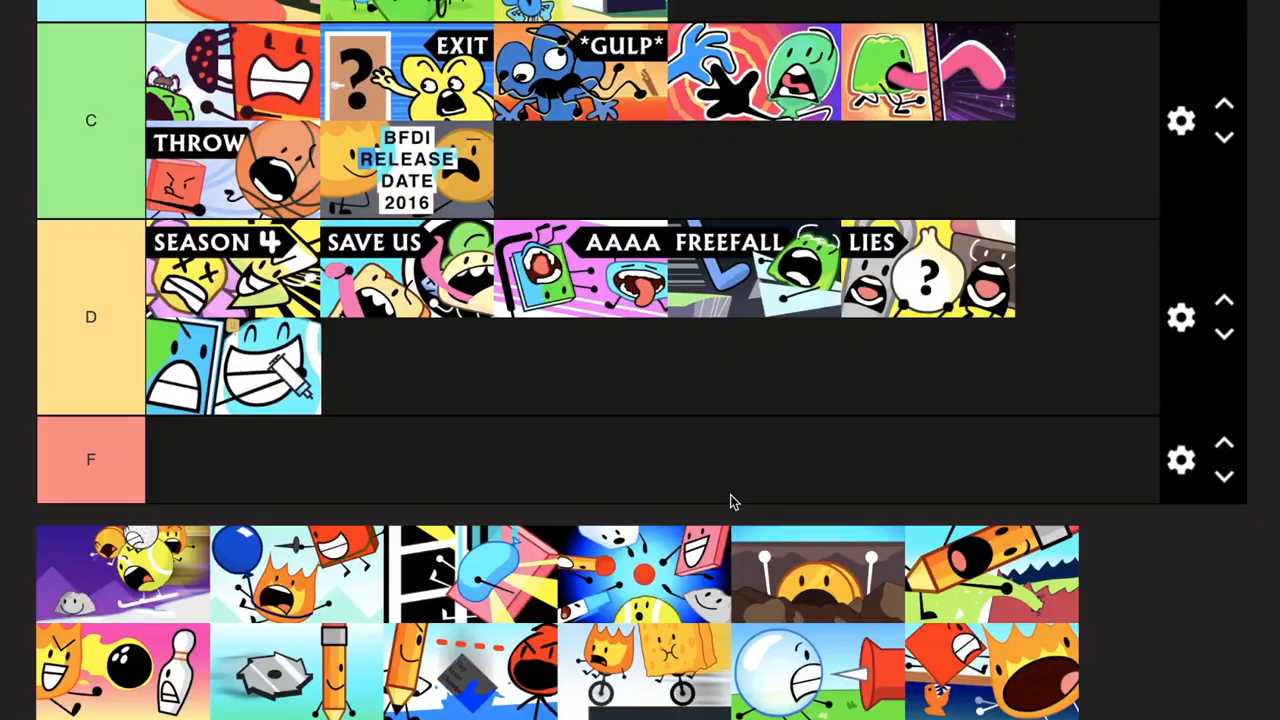 C
EXIT
*GULP*
?
THROW
BFDI
RELEASE
DATE
2016
D
SEASON 4
SAVE US
AAAA
FREEFALL
LIES
?
F